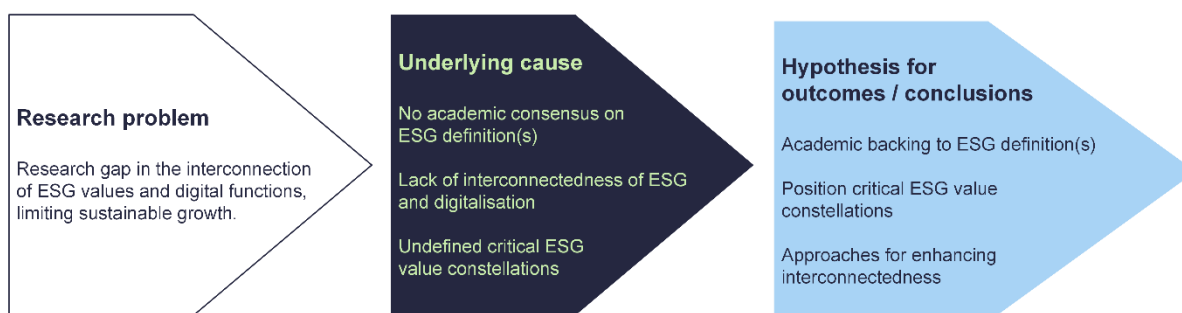 Research problem
Research gap in the interconnection
of ESG values and digital functions,
limiting sustainable growth.
Underlying cause
No academic consensus on
ESG definition(s)
Lack of interconnectedness of ESG
and digitalisation
Undefined critical ESG
value constellations
Hypothesis for
outcomes / conclusions
Academic backing to ESG definition(s)
Position critical ESG value
constellations
Approaches for enhancing
interconnectedness